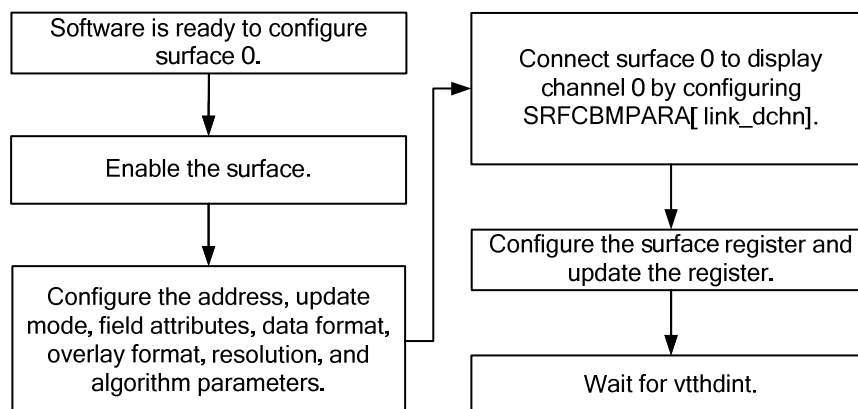 Software is ready to configure
surface 0.
Enable the surface.
Configure the address, update
mode, field attributes, data format,
overlay format, resolution, and
algorithm parameters.
Connect surface 0 to display
channel 0 by configuring
SRFCBMPARA[ link_dchn].
Configure the surface register and
update the register.
Wait for vtthdint.